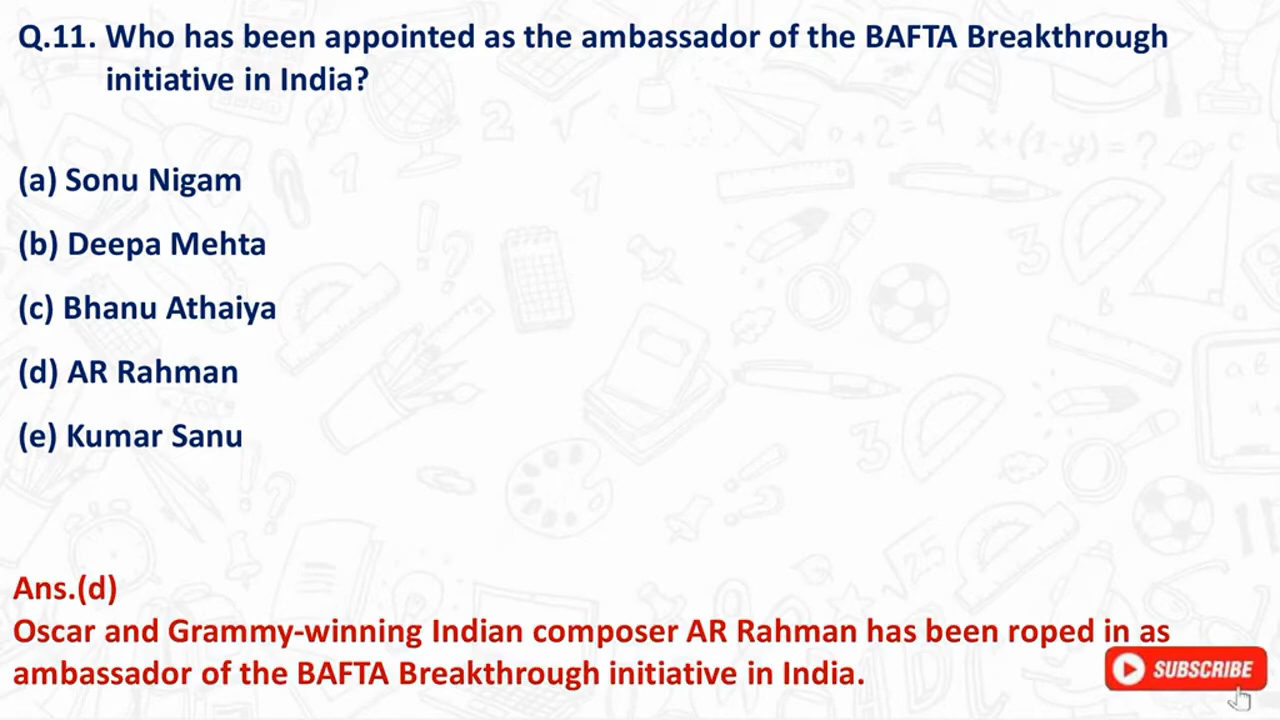 Q.11. Who has been appointed as the ambassador of the BAFTA Breakthrough
initiative in India?
(a) Sonu Nigam
(b) Deepa Mehta
(c) Bhanu Athaiya
(d) AR Rahman
(e) Kumar Sanu
Ans.(d)
Oscar and Grammy-winning Indian composer AR Rahman has been roped in as
ambassador of the BAFTA Breakthrough initiative in India.
SUBSCRIBE